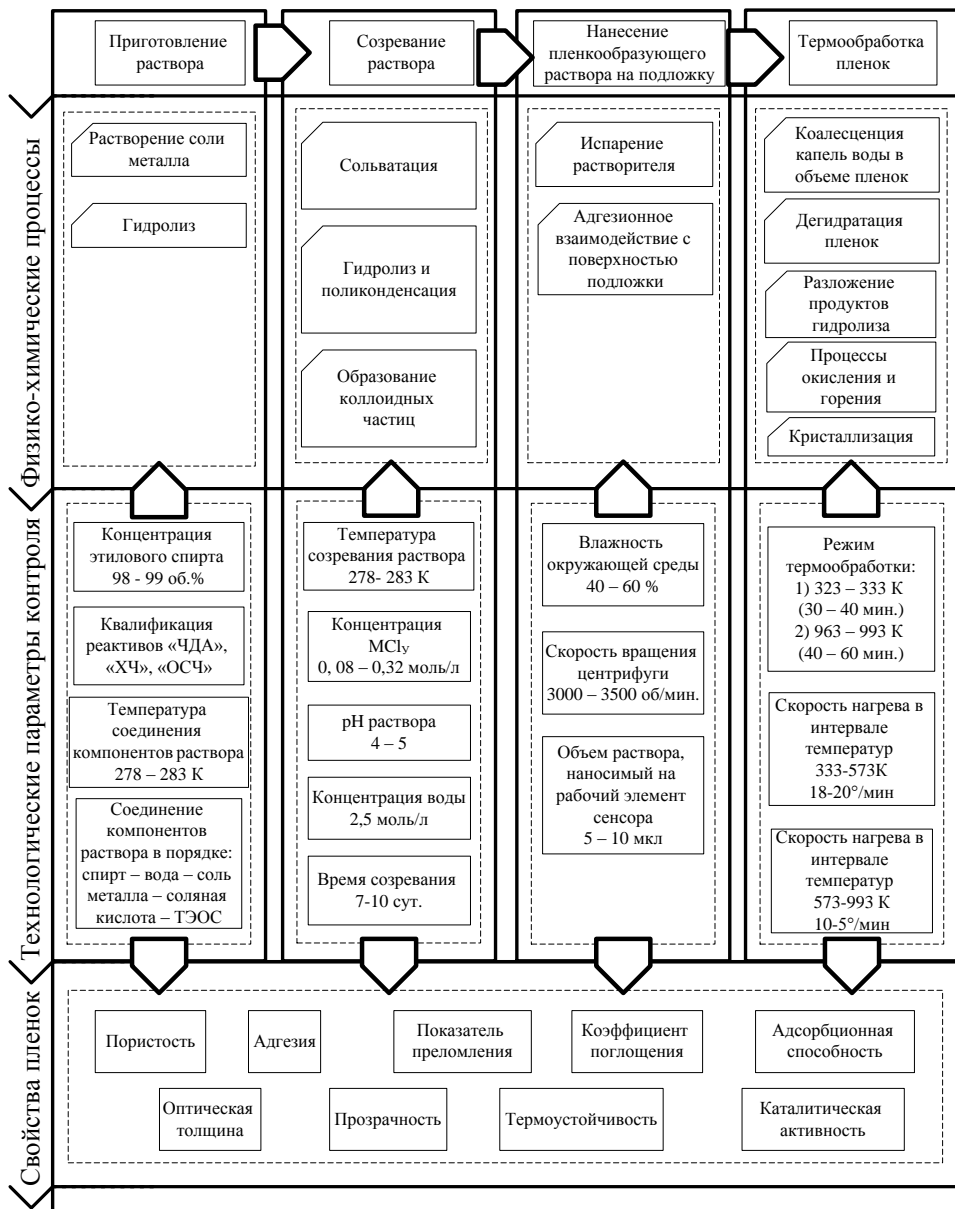 Приготовление
раствора
Созревание
раствора
Нанесение
пленкообразующего
раствора на подложку
Термообработка
пленок
Физико-химические процессы
Растворение соли
металла
Гидролиз
Сольватация
Гидролиз и
поликонденсация
Образование
коллоидных
частиц
Испарение
растворителя
Адгезионное
взаимодействие с
поверхностью
подложки
Коалесценция
капель воды в
объеме пленок
Дегидратация
пленок
Разложение
продуктов
гидролиза
Процессы
окисления и
горения
Кристаллизация
Технологические параметры контроля
Концентрация
этилового спирта
98 - 99 об.%
Квалификация
реактивов «ЧДА»,
«ХЧ», «ОСЧ»
Температура
соединения
компонентов раствора
278 – 283 К
Соединение
компонентов
раствора в порядке:
спирт – вода – соль
металла – соляная
кислота – ТЭОС
Температура
созревания раствора
278- 283 К
Концентрация
MCly
0, 08 – 0,32 моль/л
pH раствора
4 – 5
Концентрация воды
2,5 моль/л
Время созревания
7-10 сут.
Влажность
окружающей среды
40 – 60 %
Скорость вращения
центрифуги
3000 – 3500 об/мин.
Объем раствора,
наносимый на
рабочий элемент
сенсора
5 – 10 мкл
Режим
термообработки:
1) 323 – 333 К
(30 – 40 мин.)
2) 963 – 993 К
(40 – 60 мин.)
Скорость нагрева в
интервале
температур
333-573К
18-20°/мин
Скорость нагрева в
интервале
температур
573-993 К
10-5°/мин
Свойства пленок
Пористость
Адгезия
Показатель
преломления
Коэффициент
поглощения
Адсорбционная
способность
Оптическая
толщина
Прозрачность
Термоустойчивость
Каталитическая
активность